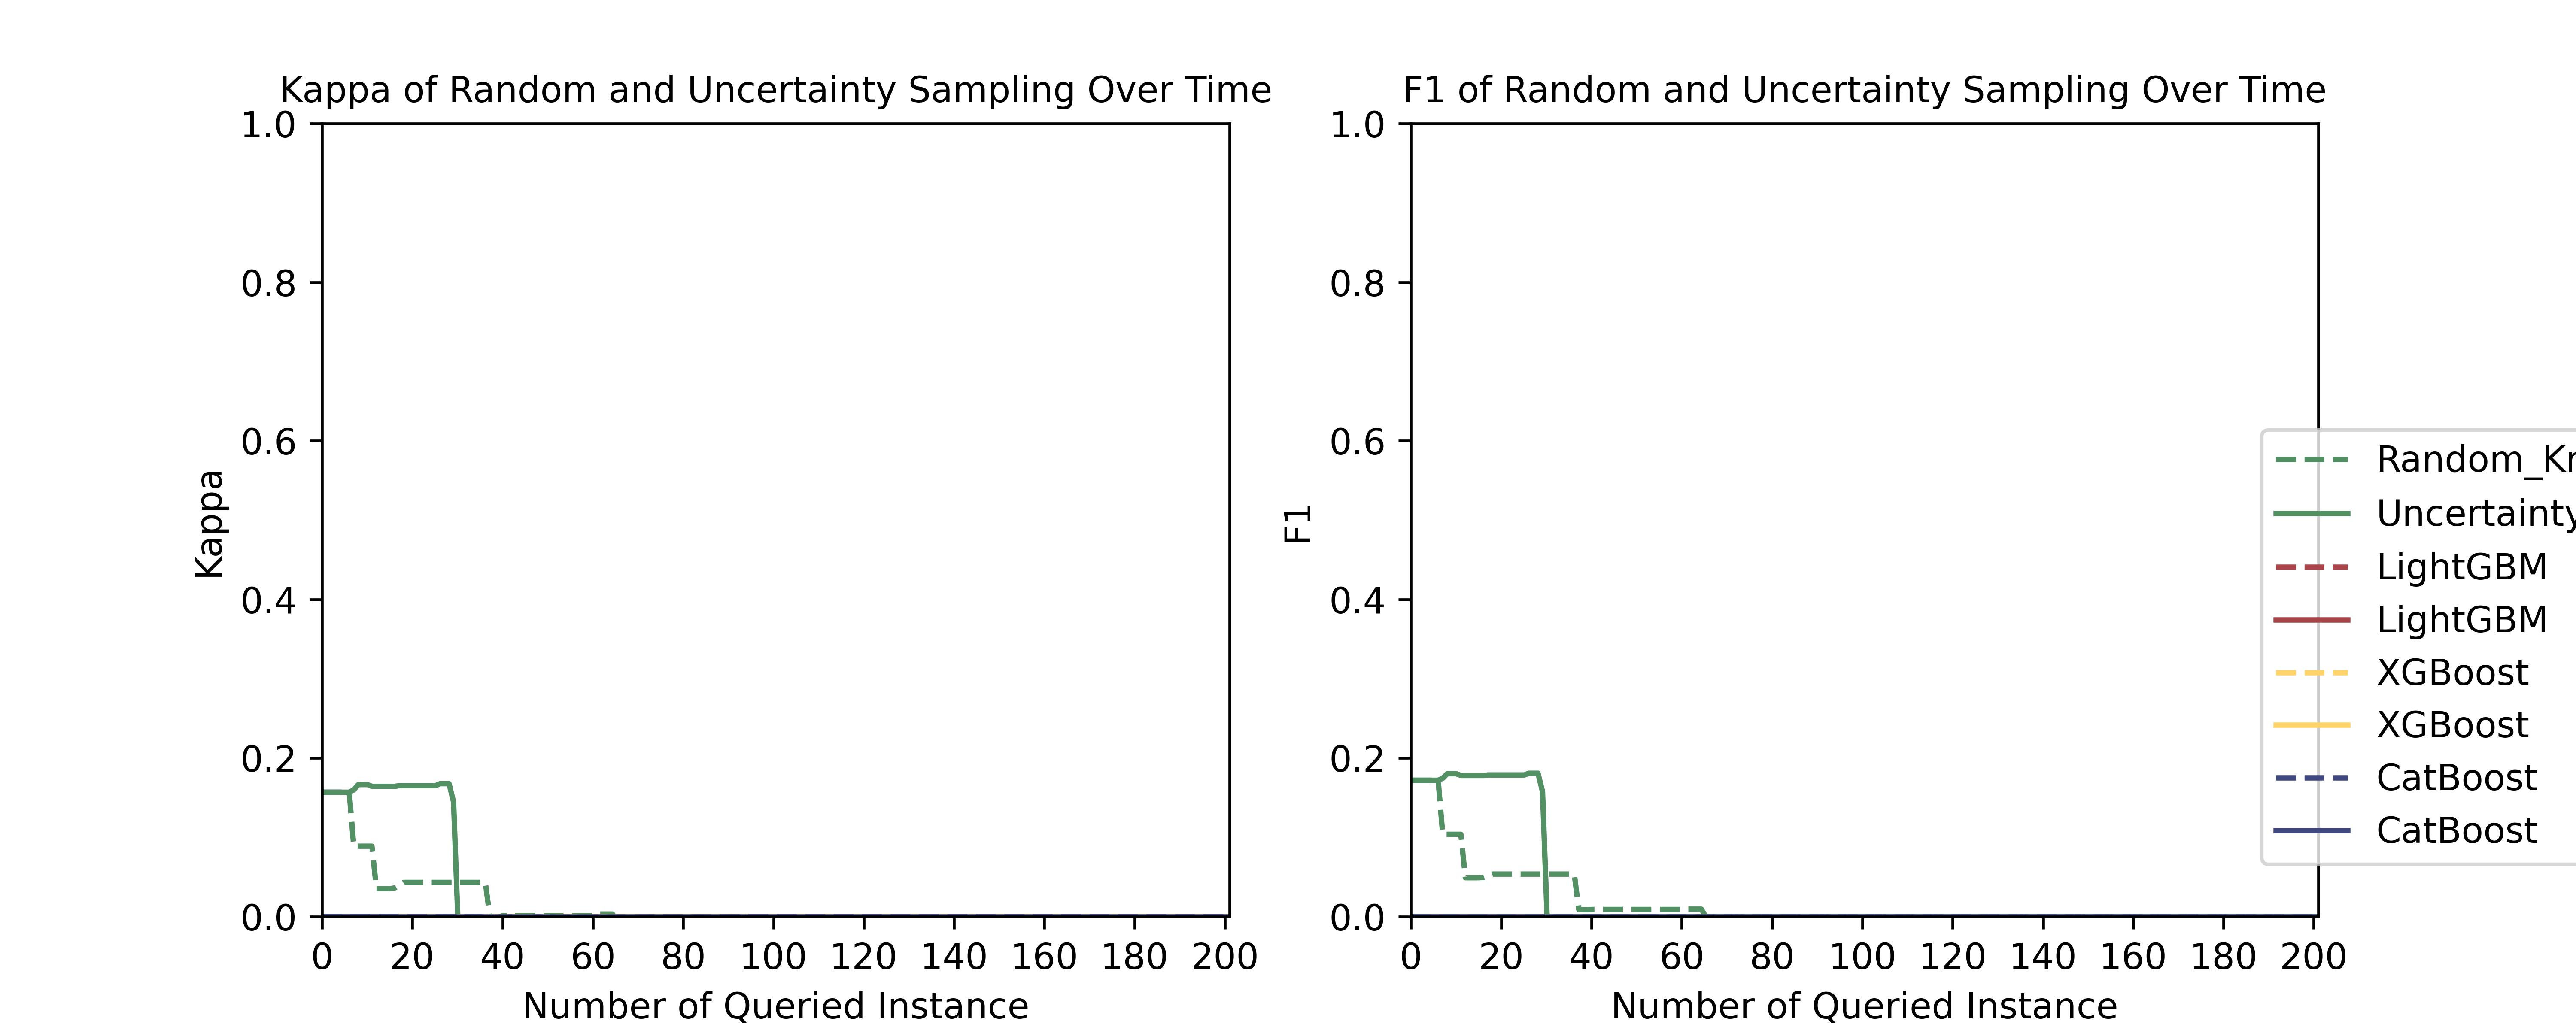 Kappa of Random and Uncertainty Sampling Over Time
1.0
0.8
0.6
0.4
0.2
0.0
Kappa
0 20 40 60 80 100 120 140 160 180 200
Number of Queried Instance
F1 of Random and Uncertainty Sampling Over Time
1.0
0.8
0.6
0.4
0.2
0.0
F1
0 20 40 60 80 100 120 140 160 180 200
Number of Queried Instance
Random_K
Uncertainty
LightGBM
LightGBM
XGBoost
XGBoost
CatBoost
CatBoost